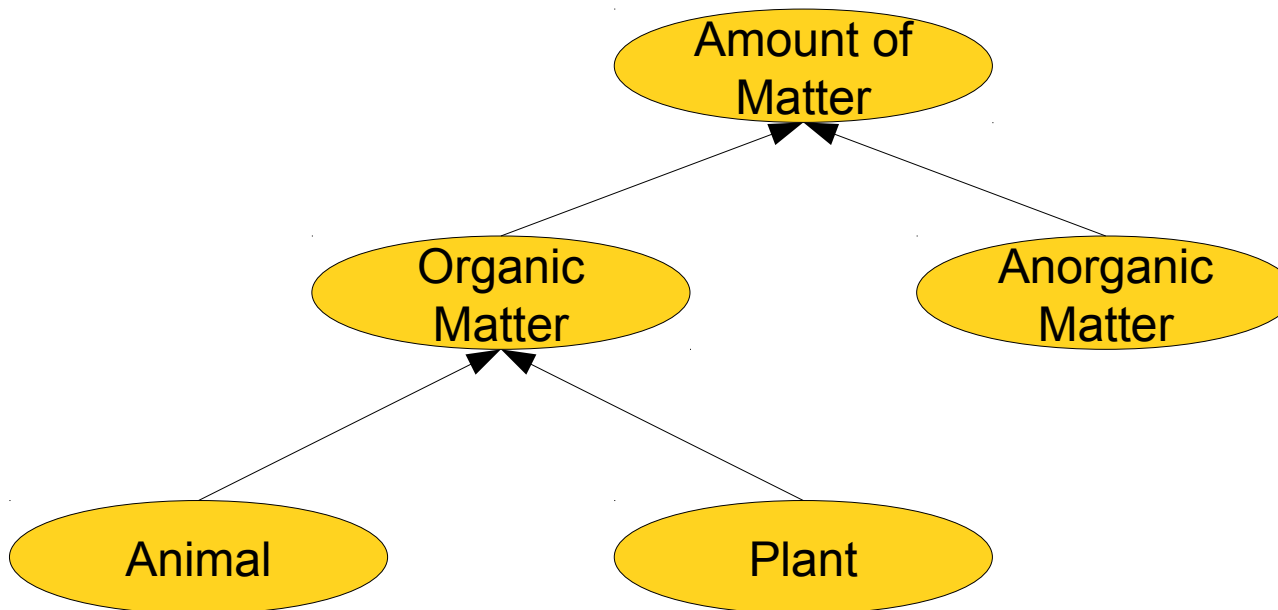 Amount of
Matter
Organic
Matter
Anorganic
Matter
Animal
Plant